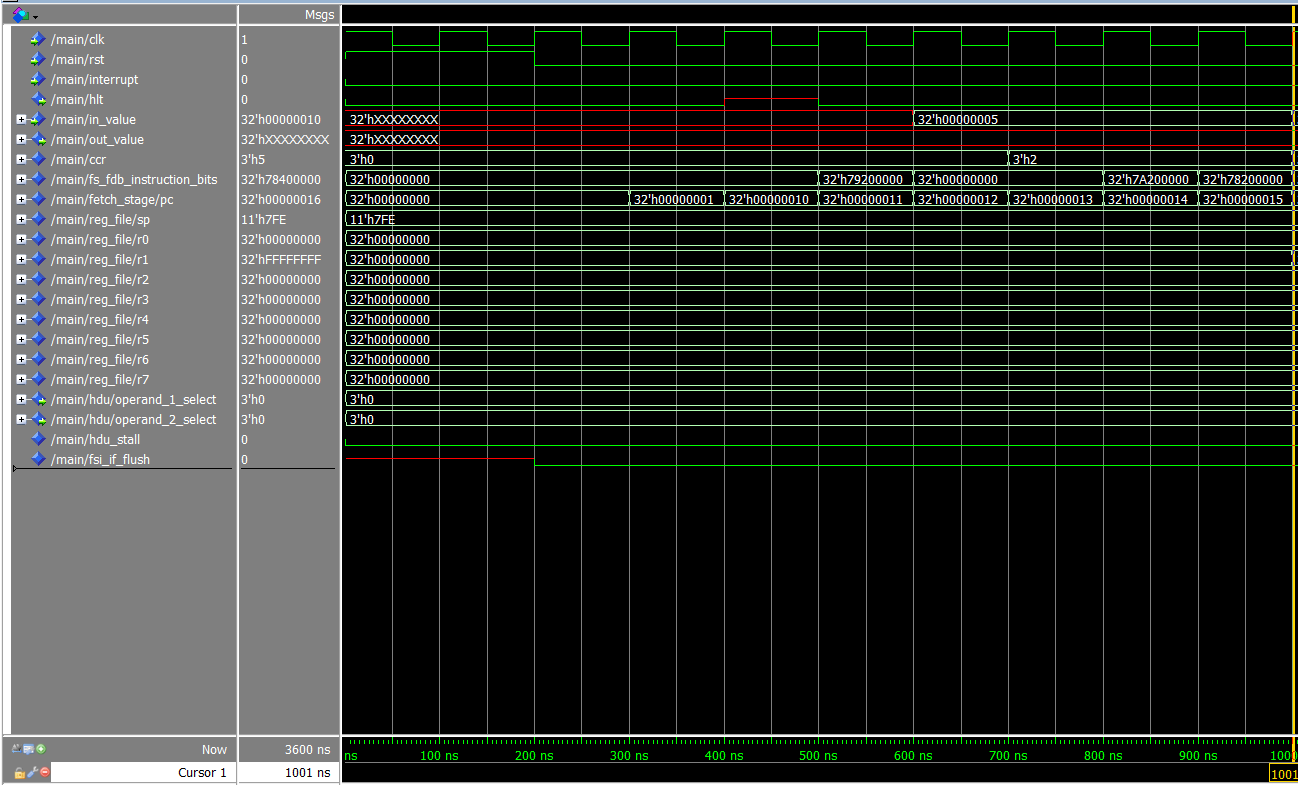 Msgs
/main/clk 1
/main/rst 0
/main/interrupt 0
/main/hlt 0
/main/in_value 32'h00000010 32'hXXXXXXXX 32'h00000005
/main/out_value 32'hXXXXXXXX 32'hXXXXXXXX
/main/ccr 3'h5 3'h0 3'h2
/main/fs_fdb_instruction_bits 32'h78400000 32'h00000000 32'h79200000 32'h00000000 32'h7A200000 32'h78200000
/main/fetch_stage/pc 32'h00000016 32'h00000000 32'h00000001 32'h00000010 32'h00000011 32'h00000012 32'h00000013 32'h00000014 32'h00000015
/main/reg_file/sp 11'h7FE 11'h7FE
/main/reg_file/r0 32'h00000000 32'h00000000
/main/reg_file/r1 32'hFFFFFFFF 32'h00000000
/main/reg_file/r2 32'h00000000 32'h00000000
/main/reg_file/r3 32'h00000000 32'h00000000
/main/reg_file/r4 32'h00000000 32'h00000000
/main/reg_file/r5 32'h00000000 32'h00000000
/main/reg_file/r6 32'h00000000 32'h00000000
/main/reg_file/r7 32'h00000000 32'h00000000
/main/hdu/operand_1_select 3'h0 3'h0
/main/hdu/operand_2_select 3'h0 3'h0
/main/hdu_stall 0
/main/fsi_if_flush 0
Now 3600 ns ns 100 ns 200 ns 300 ns 400 ns 500 ns 600 ns 700 ns 800 ns 900 ns 1000
Cursor 1 1001 ns 1001